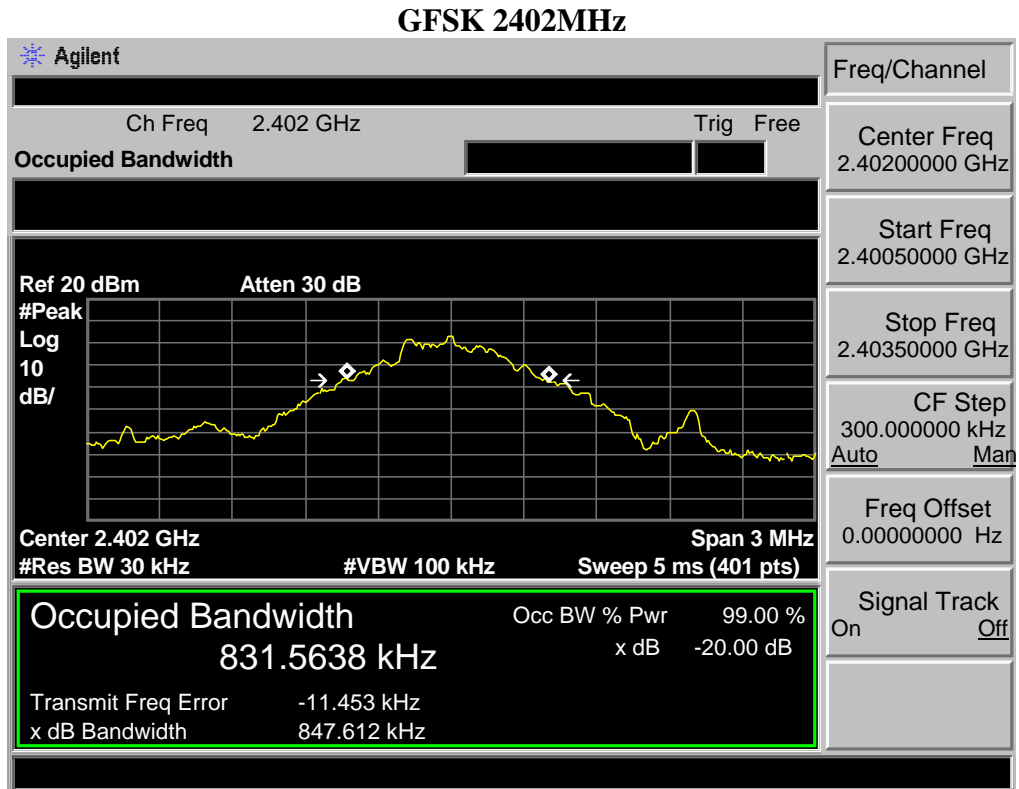 GFSK 2402MHz
Agilent
Freq/Channel
Ch Freq 2.402 GHz Trig Free
Occupied Bandwidth
Center Freq
2.40200000 GHz
Start Freq
2.40050000 GHz
Stop Freq
2.40350000 GHz
CF Step
300.000000 kHz
Auto Man
Freq Offset
0.00000000 Hz
Signal Track
On Off
Ref 20 dBm Atten 30 dB
#Peak
Log
10
dB/
Center 2.402 GHz Span 3 MHz
#Res BW 30 kHz #VBW 100 kHz Sweep 5 ms (401 pts)
Occupied Bandwidth Occ BW % Pwr 99.00 %
831.5638 kHz x dB -20.00 dB
Transmit Freq Error -11.453 kHz
x dB Bandwidth 847.612 kHz